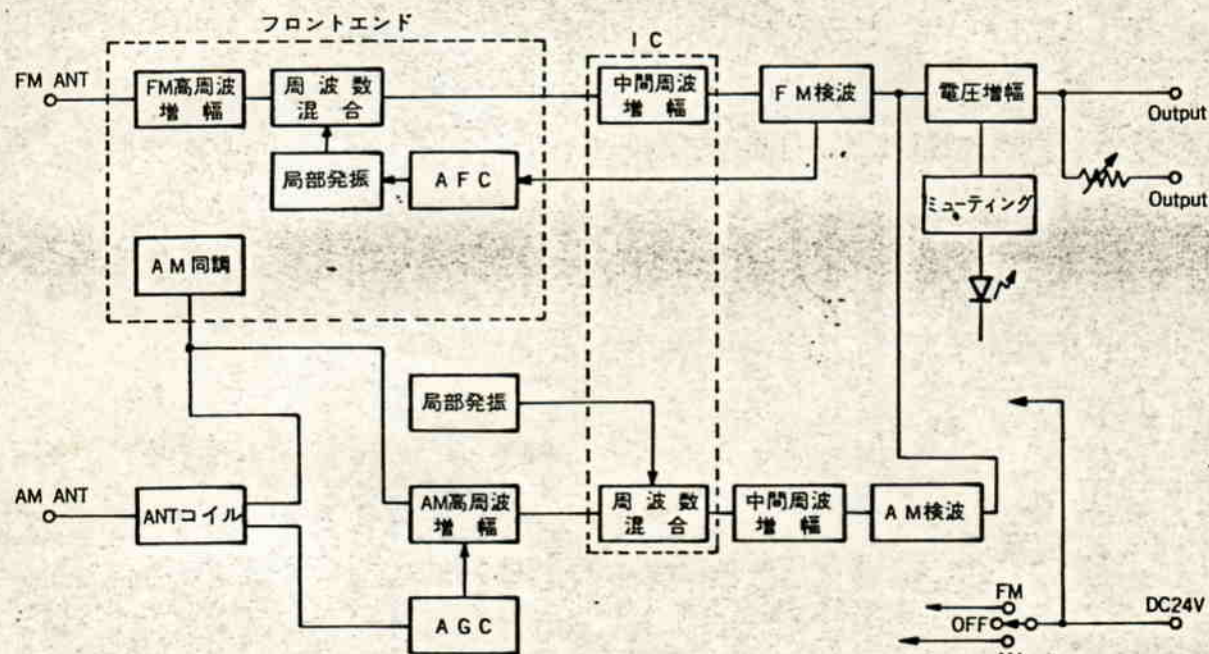 フロントエンド
IC
FM ANT
FM高周波
増幅
周波数
混合
中間周波
増幅
FM検波
電圧増幅
Output
局部発振
AFC
ミューティング
Output
AM同調
局部発振
AM ANT
ANTコイル
AM高周波
増幅
周波数
混合
中間周波
増幅
AM検波
AGC
FM
OFF
DC24V